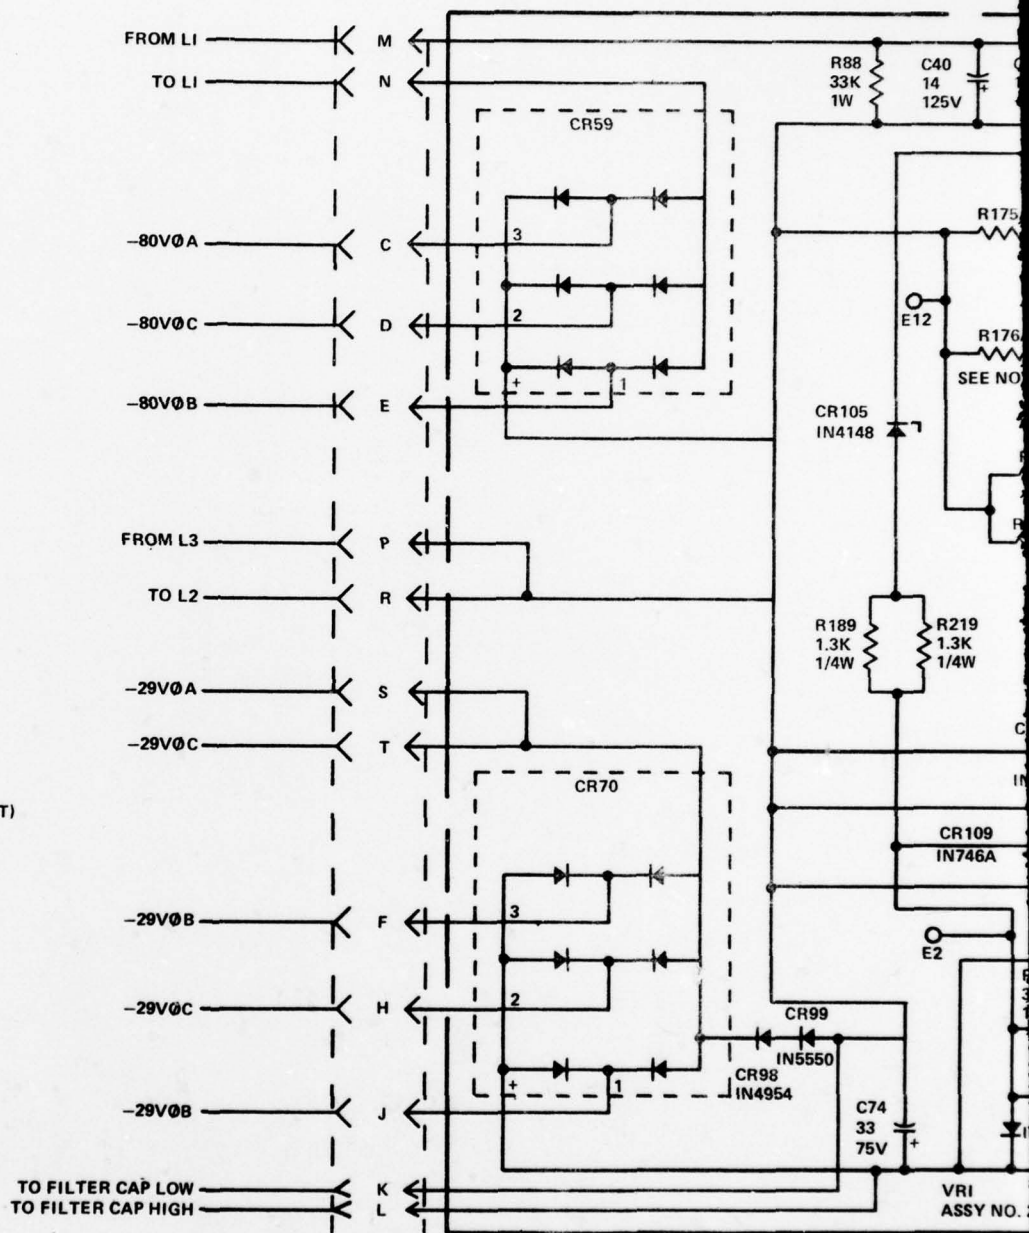 FROM L1
M
TO L1
N
R88
33K
1W
C40
14
125V
+
CR59
-80VØA
C
3
R175
-80VØC
D
2
E12
R176
SEE NO
-80VØB
E
+
1
CR105
IN4148
FROM L3
P
TO L2
R
R189
1.3K
1/4W
R219
1.3K
1/4W
-29VØA
S
-29VØC
T
CR70
T)
CR109
IN746A
-29VØB
F
3
E2
-29VØC
H
2
CR99
IN5550
CR98
IN4954
+
1
-29VØB
J
C74
33
75V
+
TO FILTER CAP LOW
K
TO FILTER CAP HIGH
L
VR1
ASSY NO.